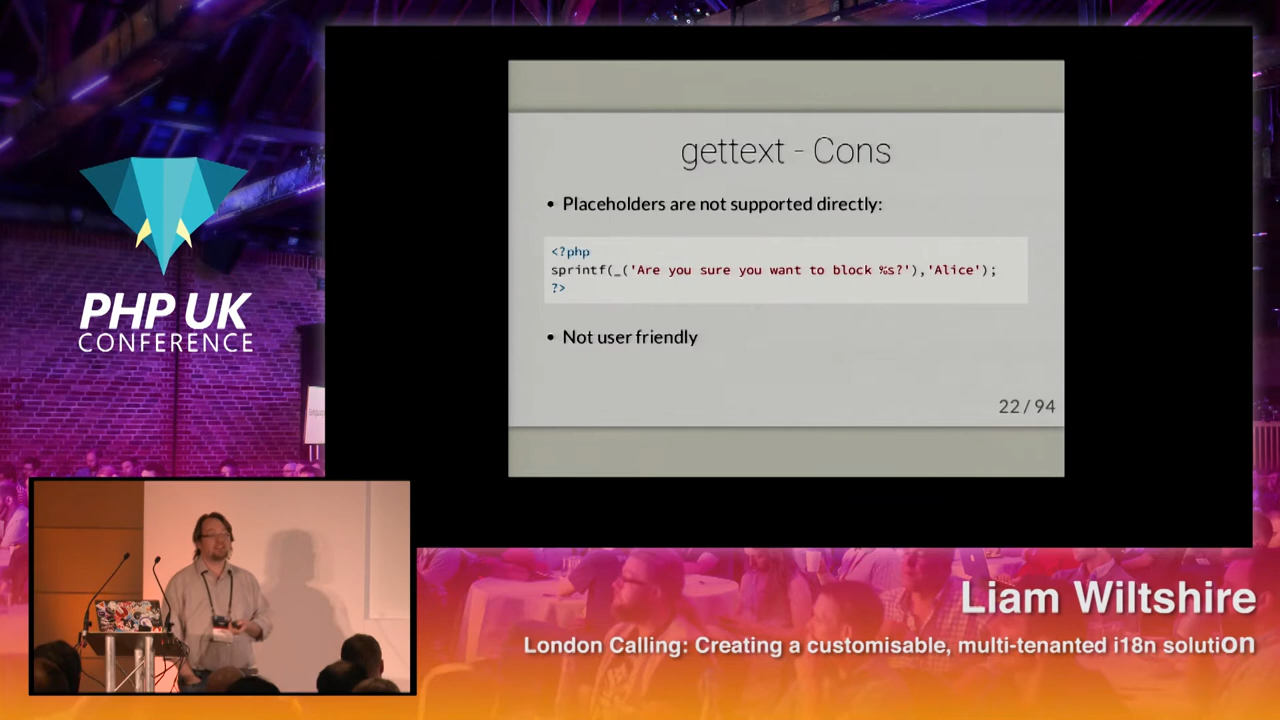 PHP UK
CONFERENCE
gettext - Cons
• Placeholders are not supported directly:
<?php
sprintf(_('Are you sure you want to block %s?'),'Alice');
?>
• Not user friendly
22 / 94
Liam Wiltshire
London Calling: Creating a customisable, multi-tenanted i18n solution